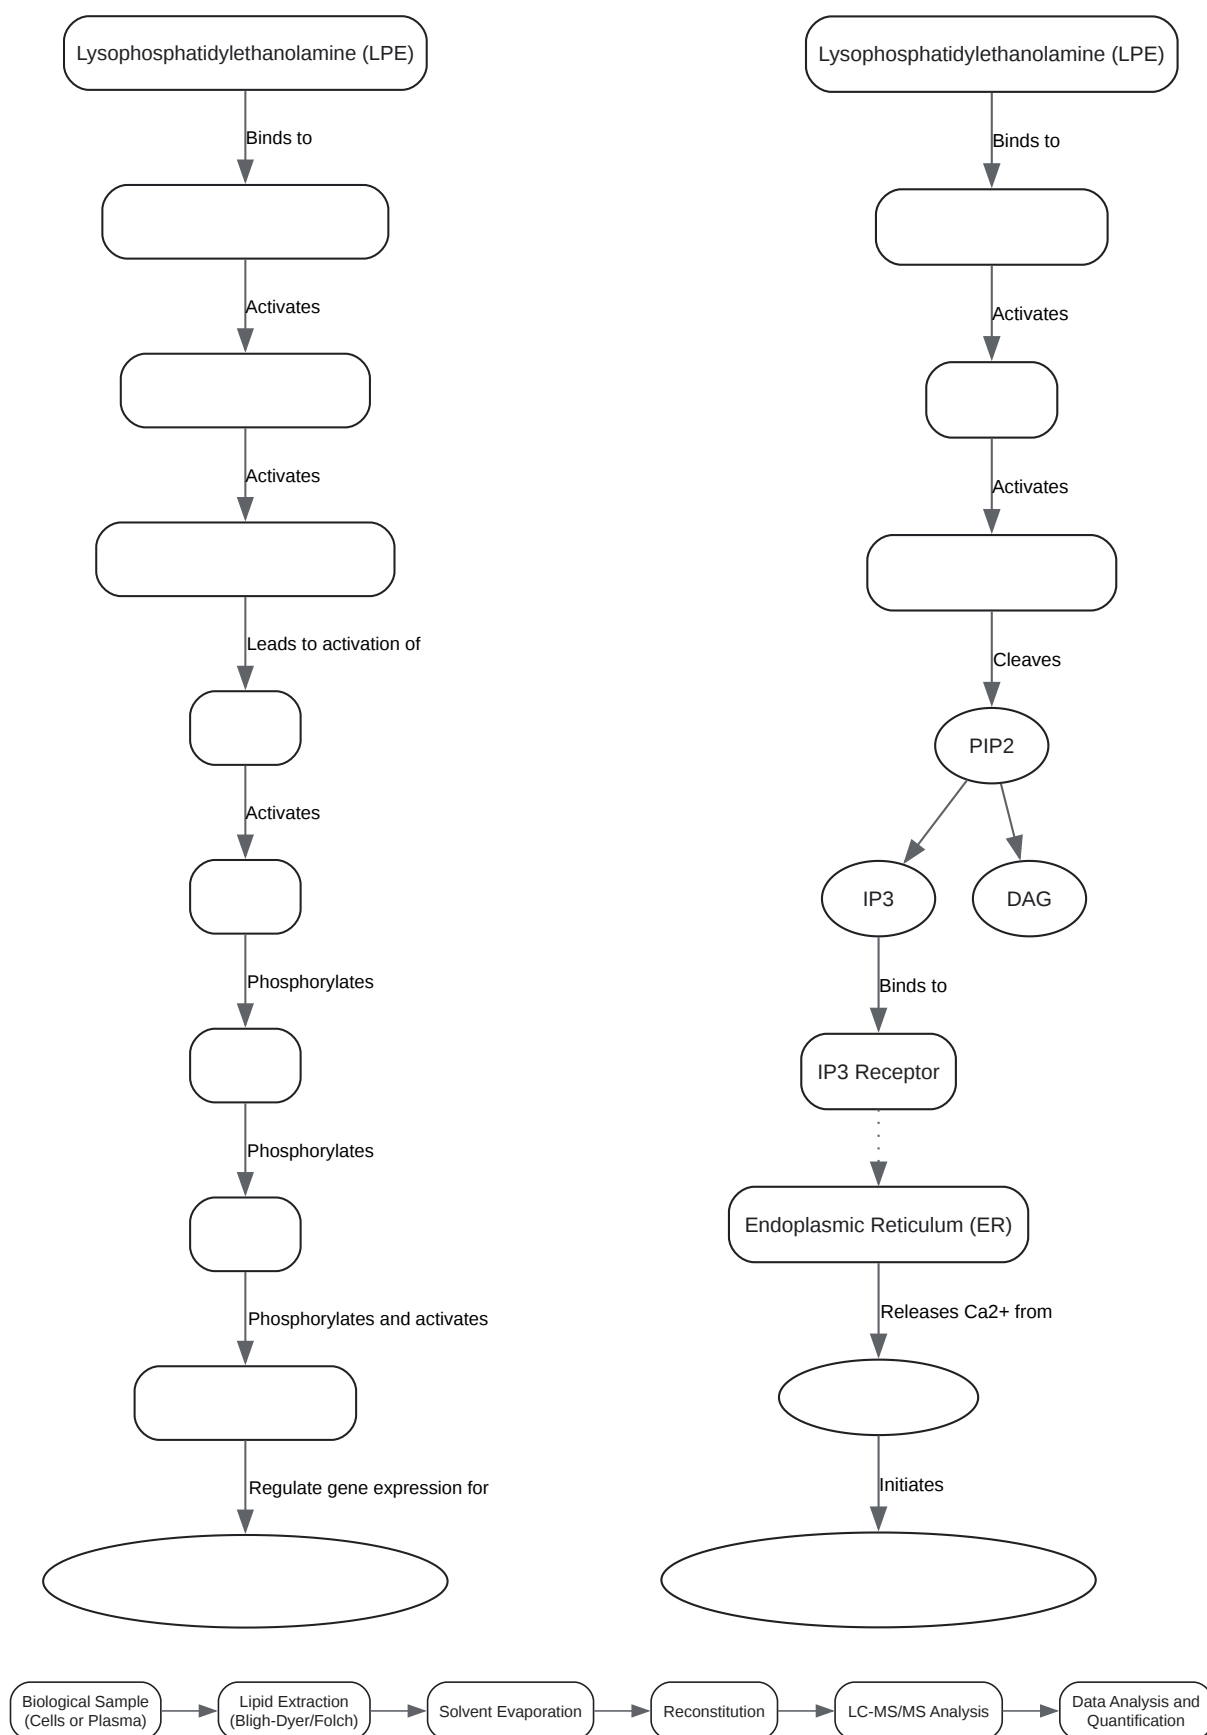 Lysophosphatidylethanolamine (LPE)
Binds to
Activates
Activates
Leads to activation of
Activates
Phosphorylates
Phosphorylates
Phosphorylates and activates
Regulate gene expression for
Lysophosphatidylethanolamine (LPE)
Binds to
Activates
Activates
Cleaves
PIP2
IP3
DAG
Binds to
IP3 Receptor
Endoplasmic Reticulum (ER)
Releases Ca2+ from
Initiates
Biological Sample
(Cells or Plasma)
Lipid Extraction
(Bligh-Dyer/Folch)
Solvent Evaporation
Reconstitution
LC-MS/MS Analysis
Data Analysis and
Quantification